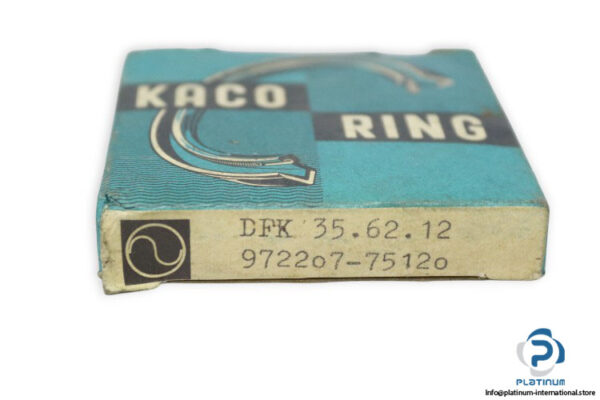 KACO
RING
DFK 35.62.12
972207-75120
PLATINUM
Info@platinum-international.store